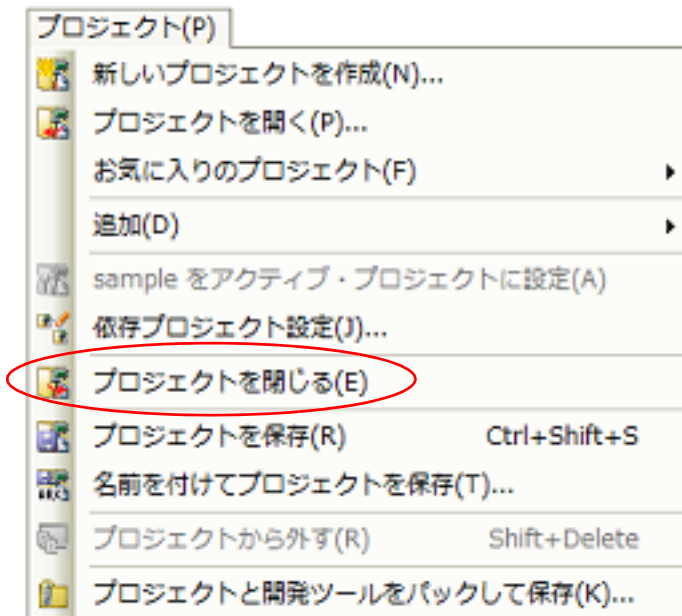 プロジェクト(P)
新しいプロジェクトを作成(N)...
プロジェクトを開く(P)...
お気に入りのプロジェクト(F)
追加(D)
sample をアクティブ・プロジェクトに設定(A)
依存プロジェクト設定(J)...
プロジェクトを閉じる(E)
プロジェクトを保存(R) Ctrl+Shift+S
名前を付けてプロジェクトを保存(T)...
プロジェクトから外す(R) Shift+Delete
プロジェクトと開発ツールをパックして保存(K)...